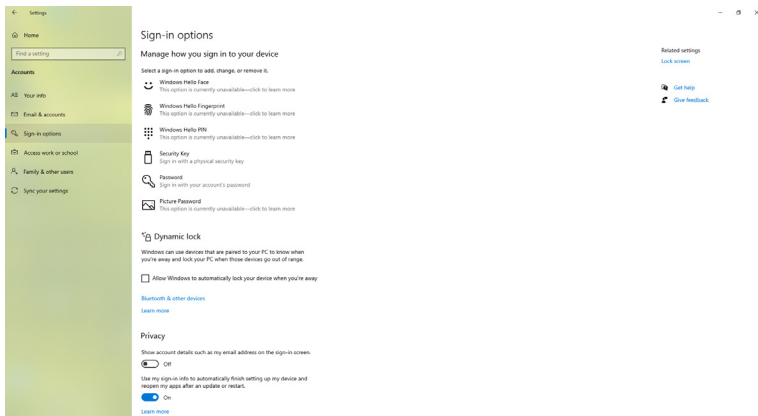 Settings
Home
Find a setting
Accounts
Your info
Email & accounts
Sign-in options
Access work or school
Family & other users
Sync your settings
Sign-in options
Manage how you sign in to your device
Select a sign-in option to add, change, or remove it.
Windows Hello Face
This option is currently unavailable—click to learn more
Windows Hello Fingerprint
This option is currently unavailable—click to learn more
Windows Hello PIN
This option is currently unavailable—click to learn more
Security Key
Sign in with a physical security key
Password
Sign in with your account's password
Picture Password
This option is currently unavailable—click to learn more
Dynamic lock
Windows can use devices that are paired to your PC to know when
you're away and lock your PC when those devices go out of range.
Allow Windows to automatically lock your device when you're away
Bluetooth & other devices
Learn more
Privacy
Show account details such as my email address on the sign-in screen.
Off
Use my sign-in info to automatically finish setting up my device and
reopen my apps after an update or restart.
On
Learn more
Related settings
Lock screen
Get help
Give feedback